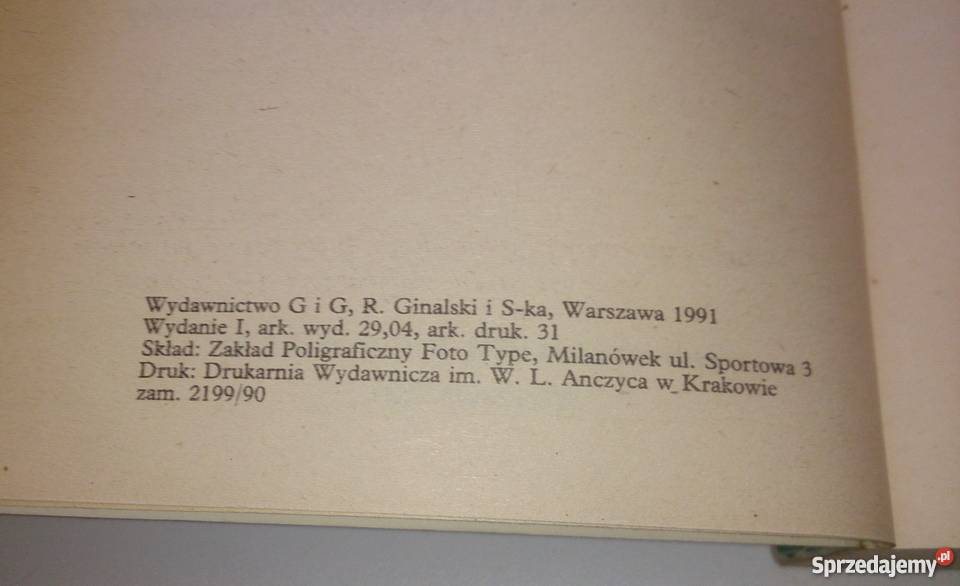 Wydawnictwo G i G, R. Ginalski i S-ka, Warszawa 1991
Wydanie I, ark. wyd. 29,04, ark. druk. 31
Skład: Zakład Poligraficzny Foto Type, Milanówek ul. Sportowa 3
Druk: Drukarnia Wydawnicza im. W. L. Anczyca w Krakowie
zam. 2199/90
Sprzedajemy.pl